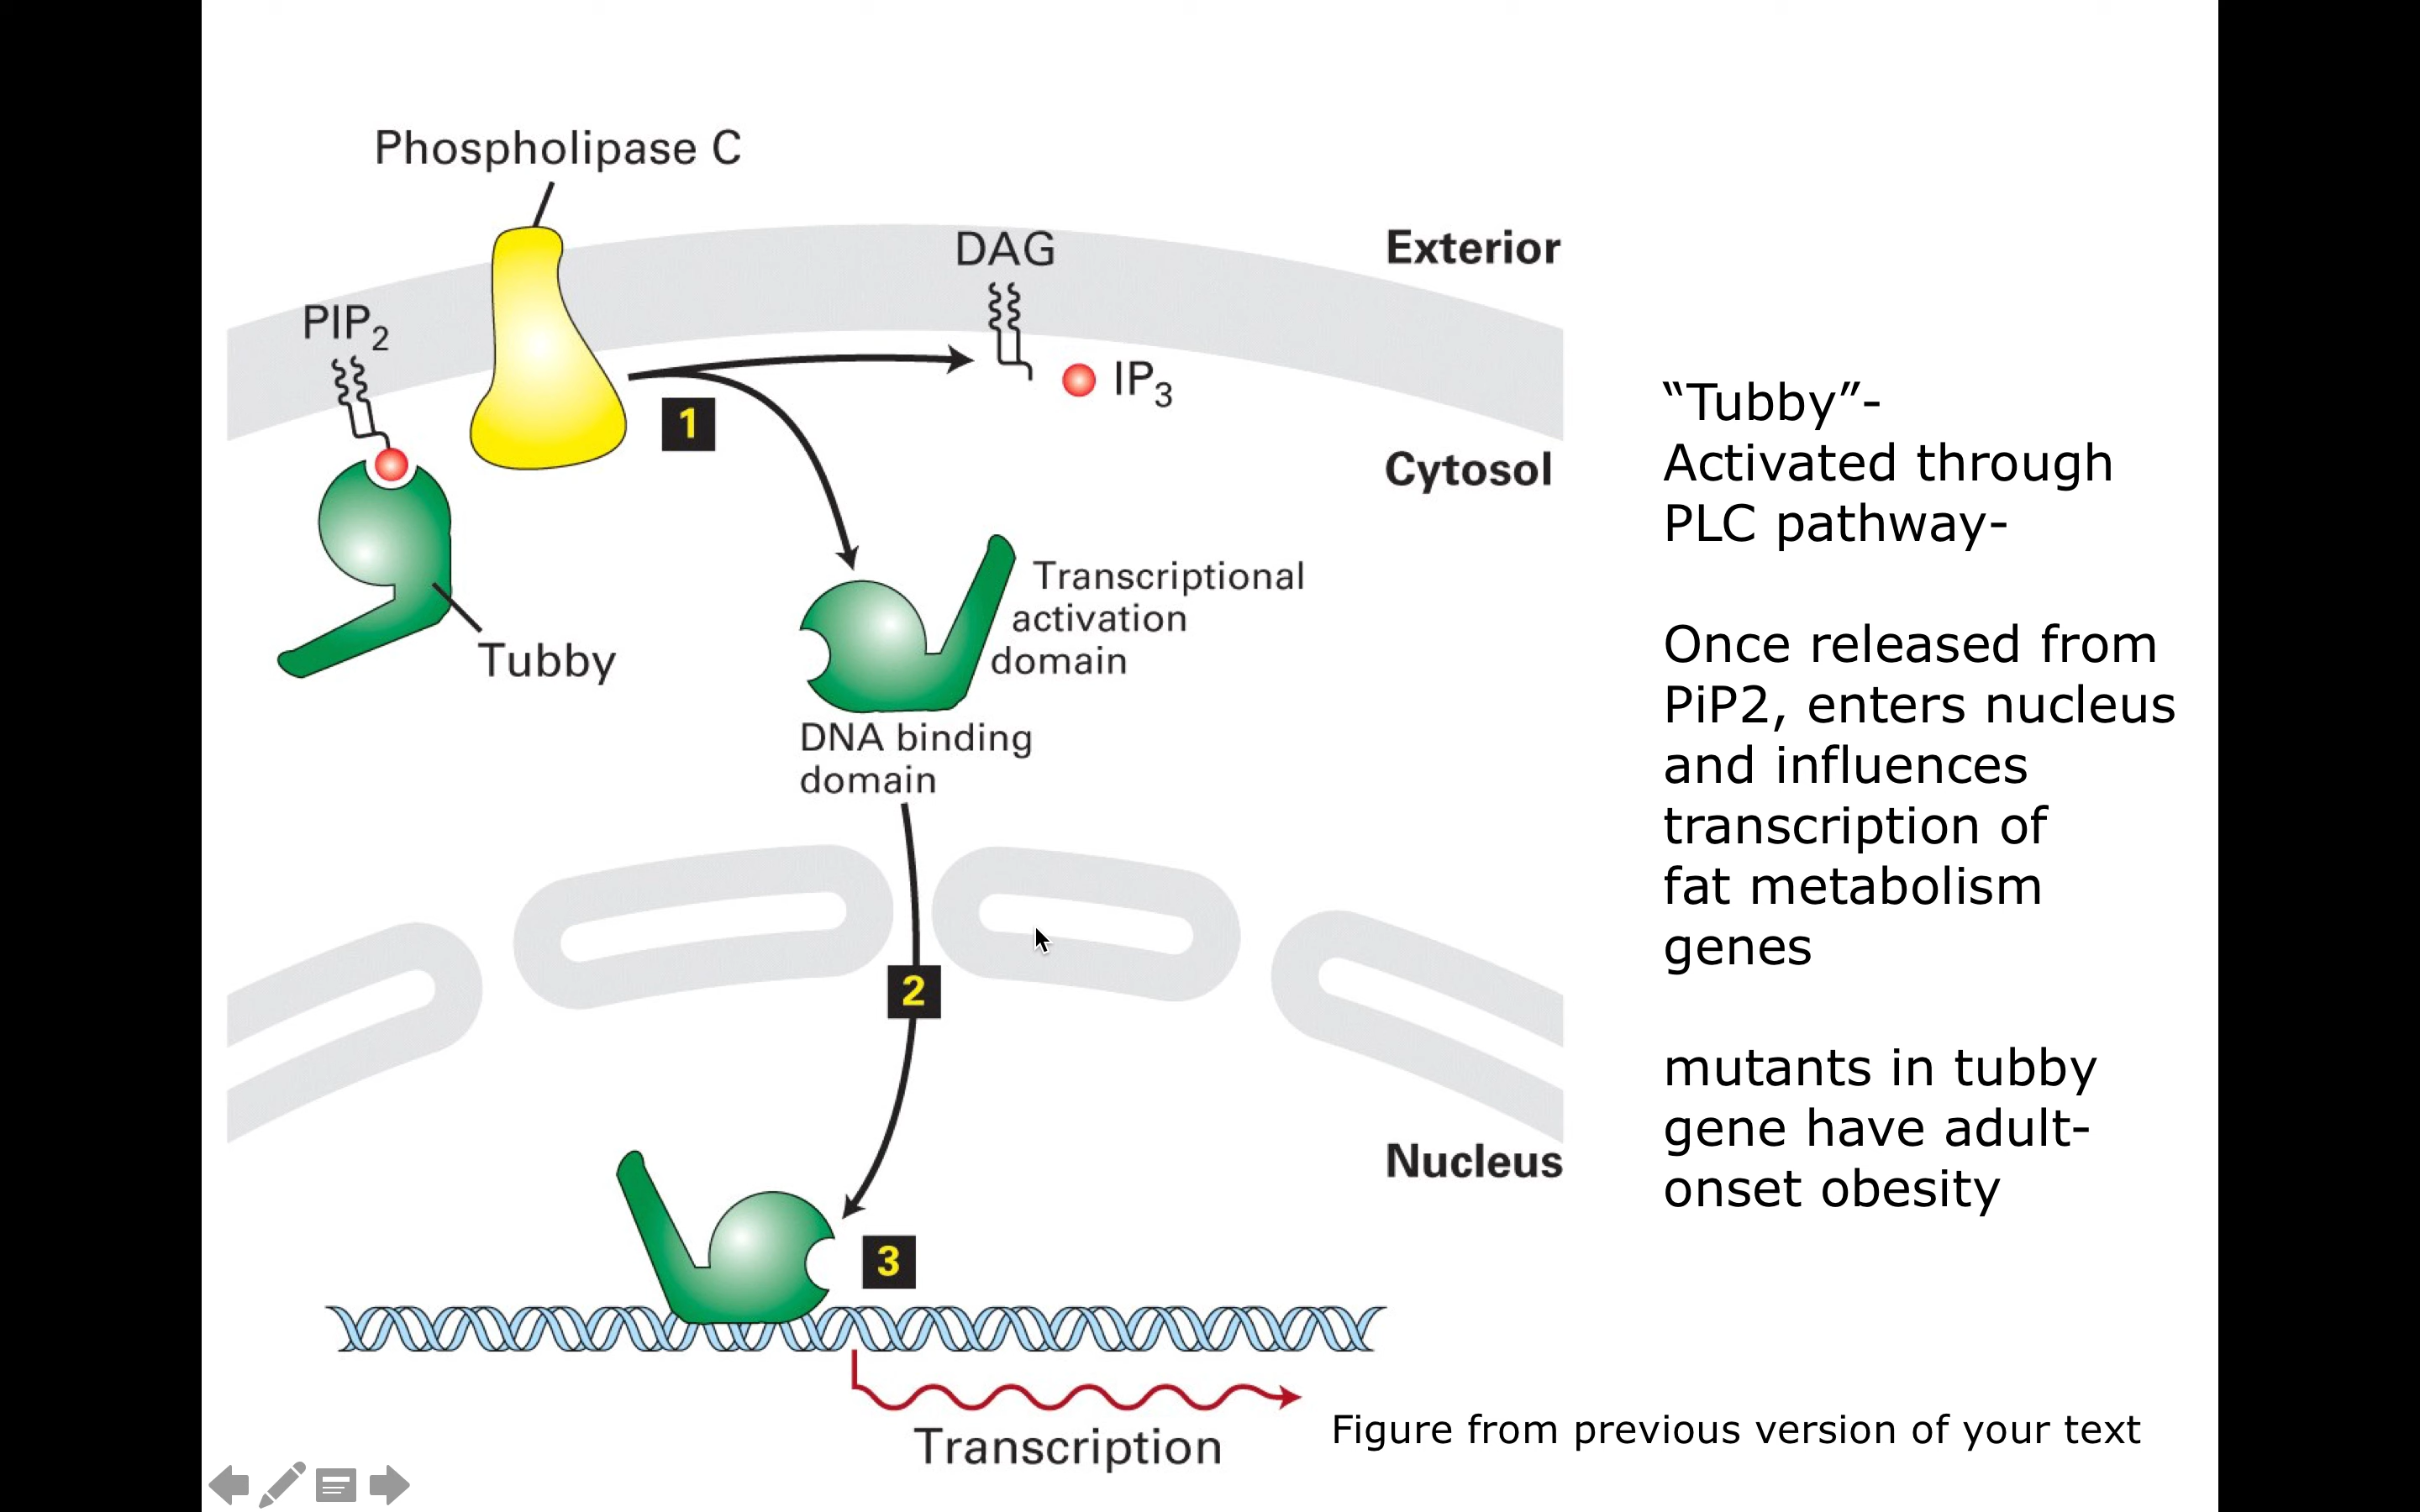 Phospholipase C
DAG
Exterior
PIP2
IP3
1
Cytosol
Transcriptional
activation
domain
Tubby
DNA binding
domain
2
Nucleus
3
Transcription
“Tubby”-
Activated through
PLC pathway-
Once released from
PiP2, enters nucleus
and influences
transcription of
fat metabolism
genes
mutants in tubby
gene have adult-
onset obesity
Figure from previous version of your text